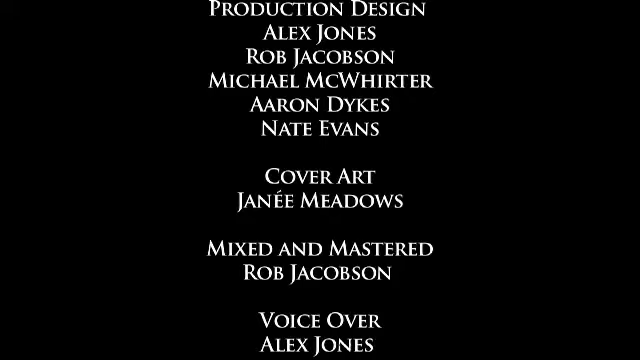 Production Design
Alex Jones
Rob Jacobson
Michael McWhirter
Aaron Dykes
Nate Evans
Cover Art
Janée Meadows
Mixed and Mastered
Rob Jacobson
Voice Over
Alex Jones